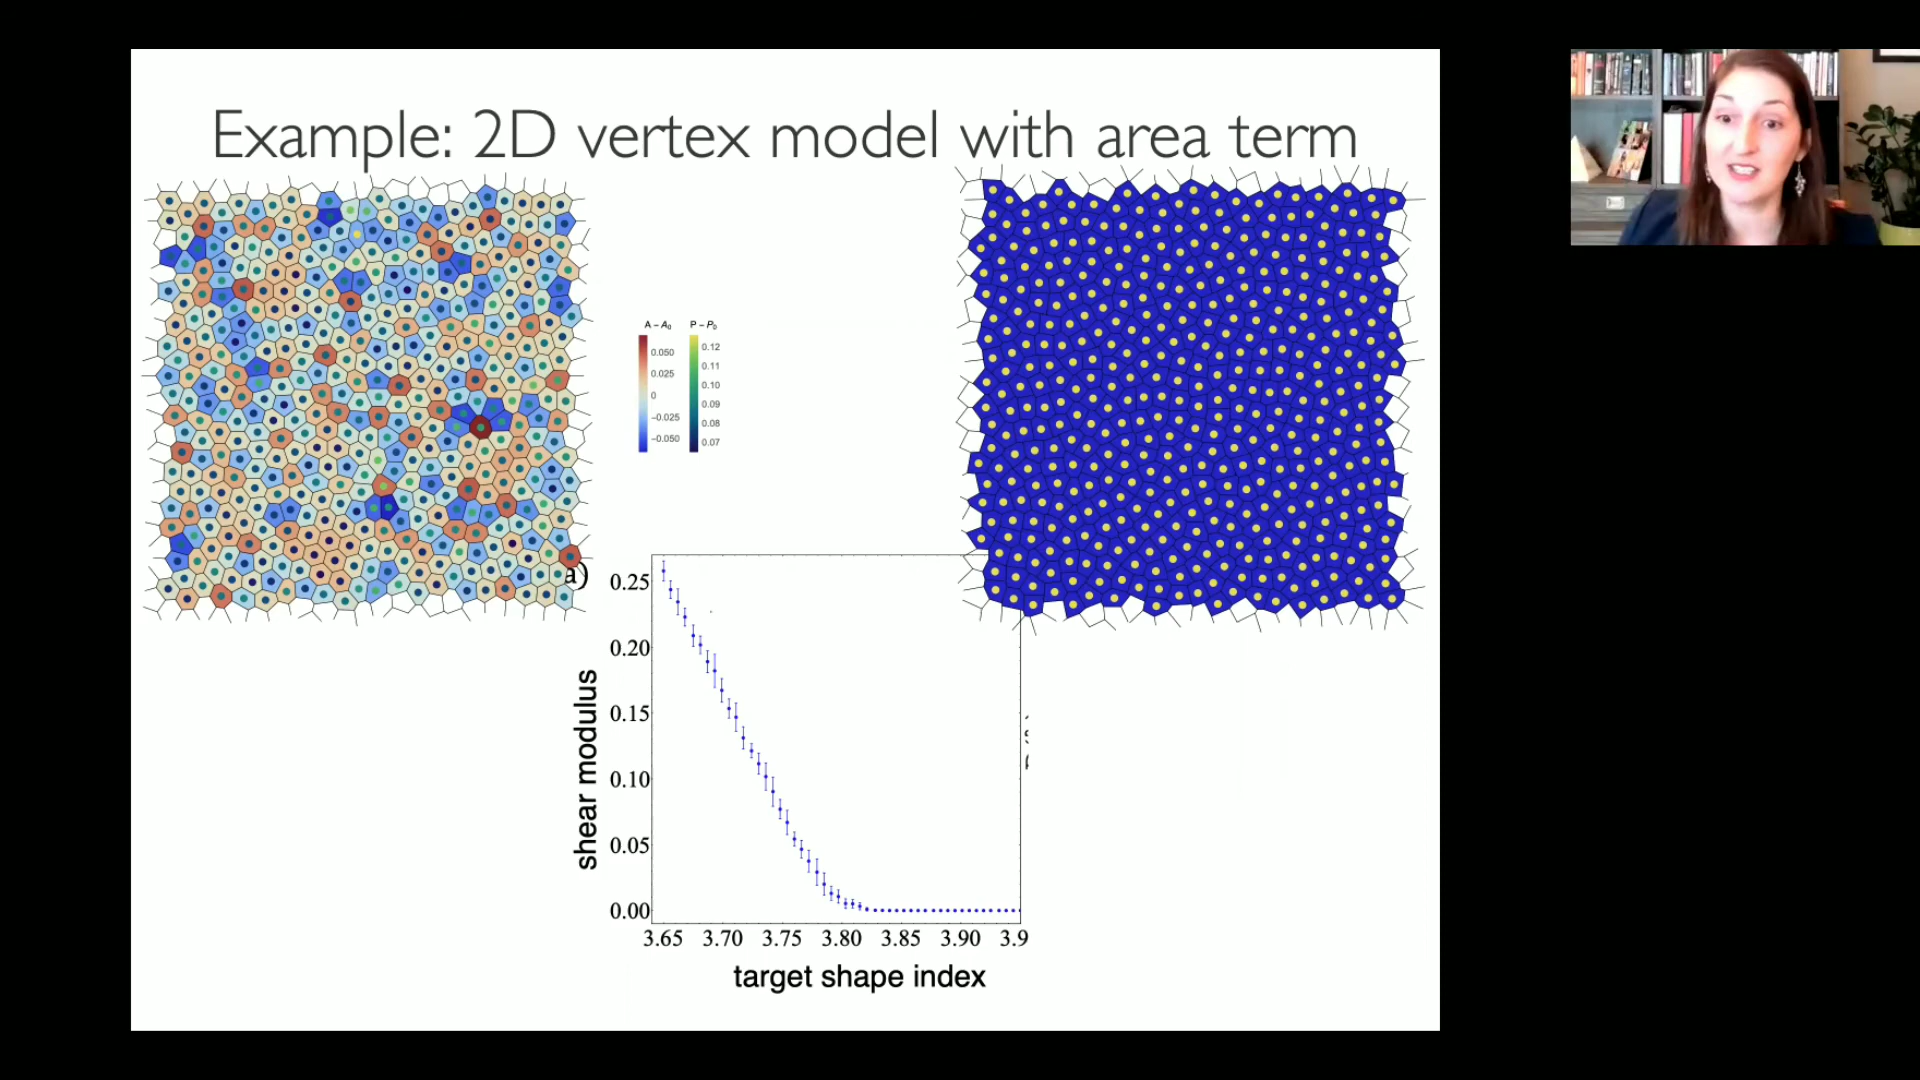 Example: 2D vertex model with area term
A – A₀ P – P₀
0.050
0.025
0
−0.025
−0.050
0.12
0.11
0.10
0.09
0.08
0.07
a)
shear modulus
0.25
0.20
0.15
0.10
0.05
0.00
3.65 3.70 3.75 3.80 3.85 3.90 3.9
target shape index